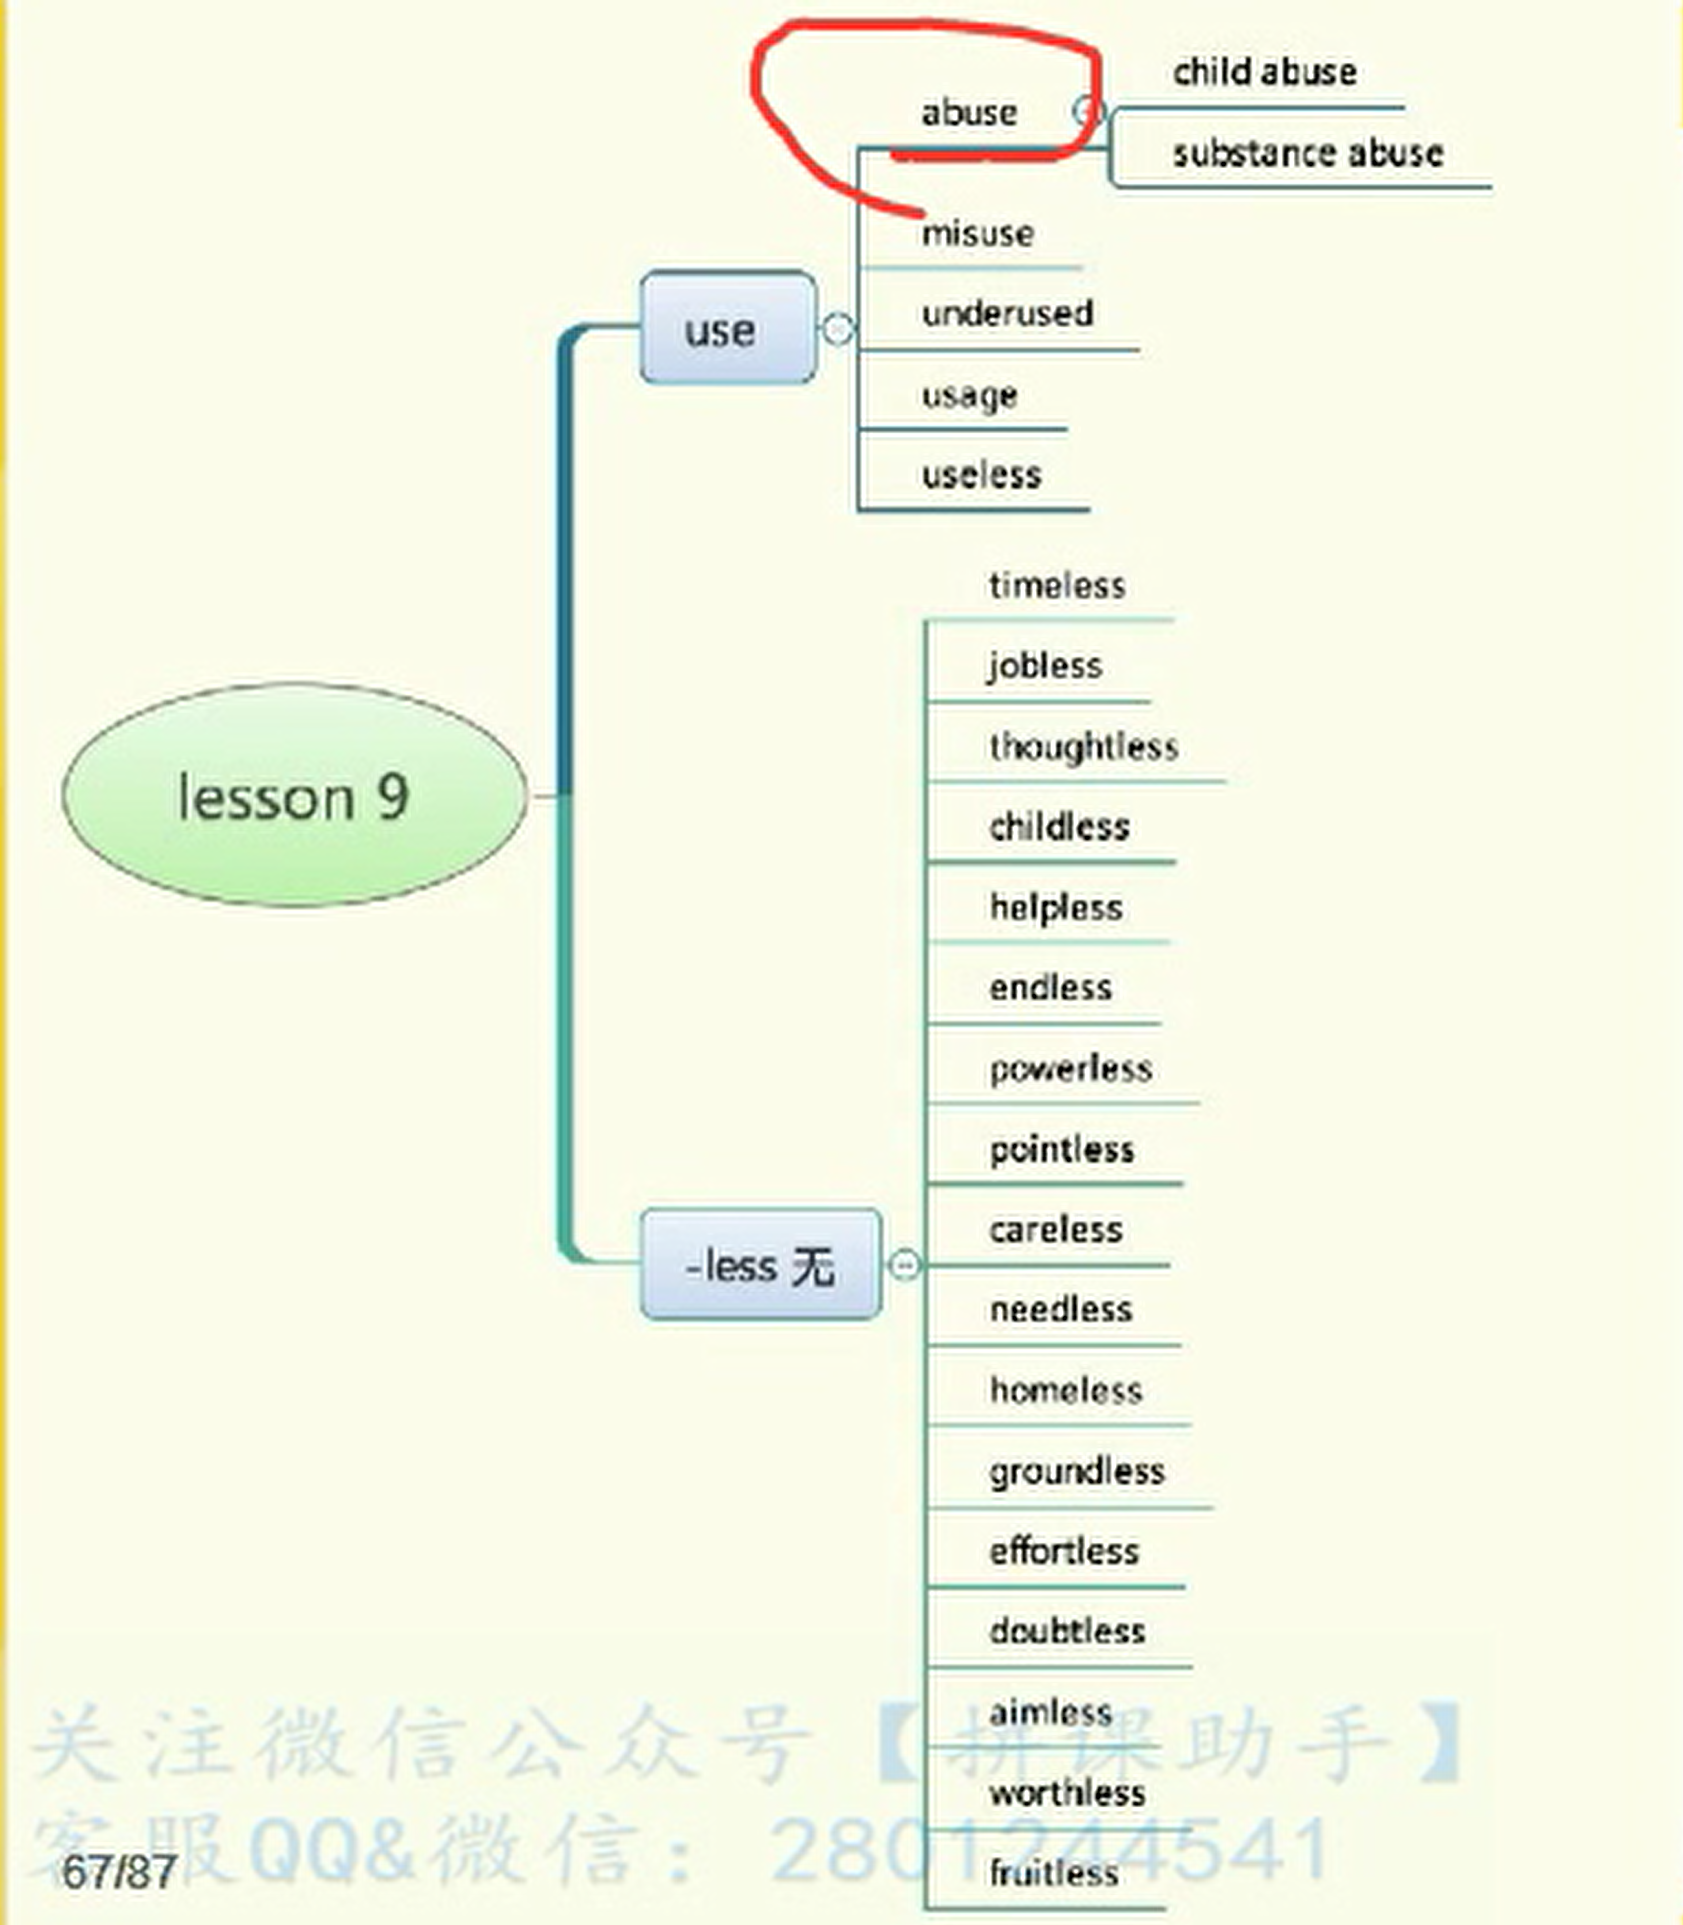 child abuse
abuse
substance abuse
misuse
underused
use
usage
useless
timeless
jobless
thoughtless
lesson 9
childless
helpless
endless
powerless
pointless
careless
-less 无
needless
homeless
groundless
effortless
doubtless
aimless
关注微信公众号【拼课助手】
worthless
客服QQ&微信：2801244541
67/87
fruitless